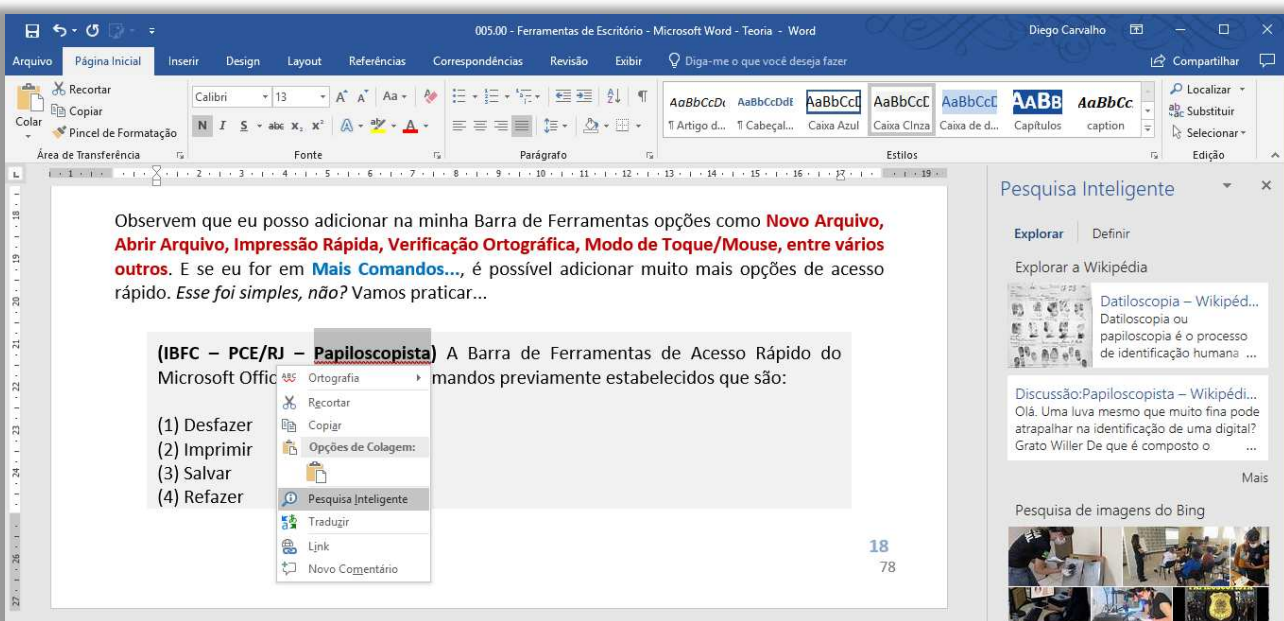 005.00 - Ferramentas de Escritório - Microsoft Word - Teoria - Word
Diego Carvalho
Arquivo Página Inicial Inserir Design Layout Referências Correspondências Revisão Exibir Diga-me o que você deseja fazer Compartilhar
Colar
Recortar
Copiar
Pincel de Formatação
Área de Transferência
Calibri 13
N I S abc X₂ X²
Fonte
Parágrafo
AaBbCcDı AaBbCcDdE AaBbCcD AaBbCcD AaBbCcD AABB AaBbCc
¶ Artigo d... ¶ Cabeçal... Caixa Azul Caixa CInza Caixa de d... Capítulos caption
Estilos
Localizar
Substituir
Selecionar
Edição
Observem que eu posso adicionar na minha Barra de Ferramentas opções como Novo Arquivo,
Abrir Arquivo, Impressão Rápida, Verificação Ortográfica, Modo de Toque/Mouse, entre vários
outros. E se eu for em Mais Comandos..., é possível adicionar muito mais opções de acesso
rápido. Esse foi simples, não? Vamos praticar...
(IBFC – PCE/RJ – Papiloscopista) A Barra de Ferramentas de Acesso Rápido do
Microsoft Offic mandos previamente estabelecidos que são:
(1) Desfazer
(2) Imprimir
(3) Salvar
(4) Refazer
Ortografia
Recortar
Copiar
Opções de Colagem:
Pesquisa Inteligente
Traduzir
Link
Novo Comentário
18
78
Pesquisa Inteligente
Explorar Definir
Explorar a Wikipédia
Datiloscopia – Wikipéd...
Datiloscopia ou
papiloscopia é o processo
de identificação humana ...
Discussão:Papiloscopista – Wikipédi...
Olá. Uma luva mesmo que muito fina pode
atrapalhar na identificação de uma digital?
Grato Willer De que é composto o ...
Mais
Pesquisa de imagens do Bing